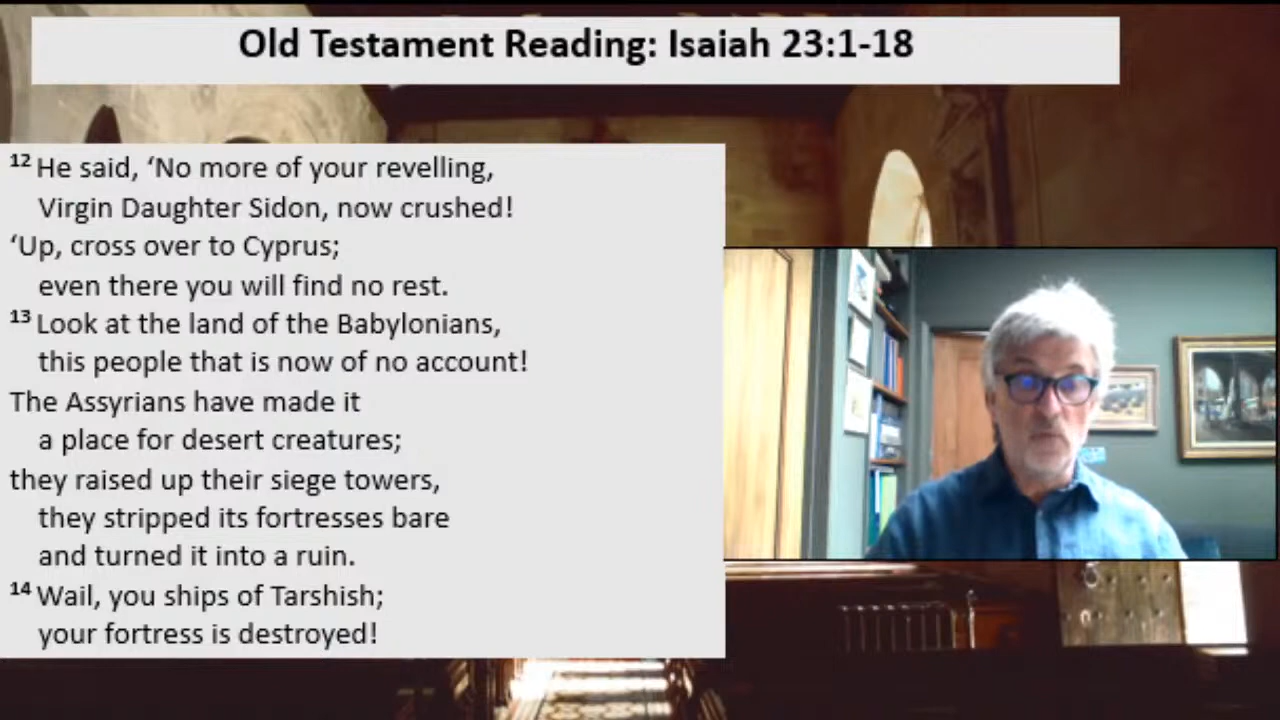 Old Testament Reading: Isaiah 23:1-18
12 He said, ‘No more of your revelling,
Virgin Daughter Sidon, now crushed!
‘Up, cross over to Cyprus;
even there you will find no rest.
13 Look at the land of the Babylonians,
this people that is now of no account!
The Assyrians have made it
a place for desert creatures;
they raised up their siege towers,
they stripped its fortresses bare
and turned it into a ruin.
14 Wail, you ships of Tarshish;
your fortress is destroyed!